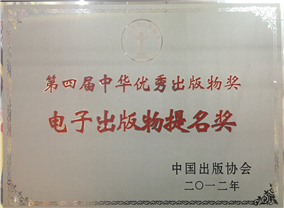 第四届中华优秀出版物奖
电子出版物提名奖
中国出版协会
二〇一二年